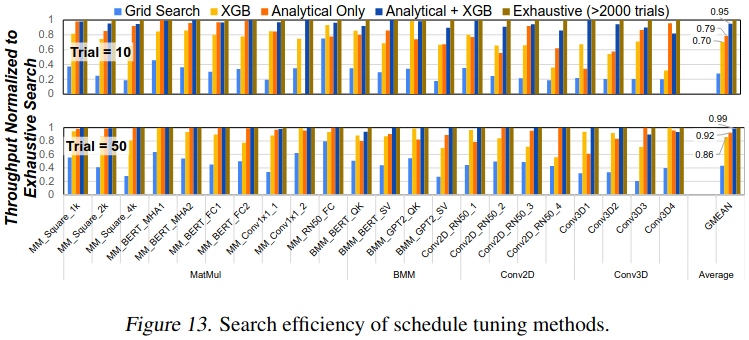 Grid Search XGB Analytical Only Analytical + XGB Exhaustive (>2000 trials)
Throughput Normalized to
Exhaustive Search
1
0.8
0.6
0.4
0.2
0
Trial = 10
0.95
0.79
0.70
1
0.8
0.6
0.4
0.2
0
Trial = 50
0.99
0.92
0.86
MM_Square_1k
MM_Square_2k
MM_Square_4k
MM_BERT_MHA1
MM_BERT_MHA2
MM_BERT_FC1
MM_BERT_FC2
MM_Conv1x1_1
MM_Conv1x1_2
MM_RN50_FC
BMM_BERT_QK
BMM_BERT_SV
BMM_GPT2_QK
BMM_GPT2_SV
Conv2D_RN50_1
Conv2D_RN50_2
Conv2D_RN50_3
Conv2D_RN50_4
Conv3D1
Conv3D2
Conv3D3
Conv3D4
GMEAN
MatMul BMM Conv2D Conv3D Average
Figure 13. Search efficiency of schedule tuning methods.